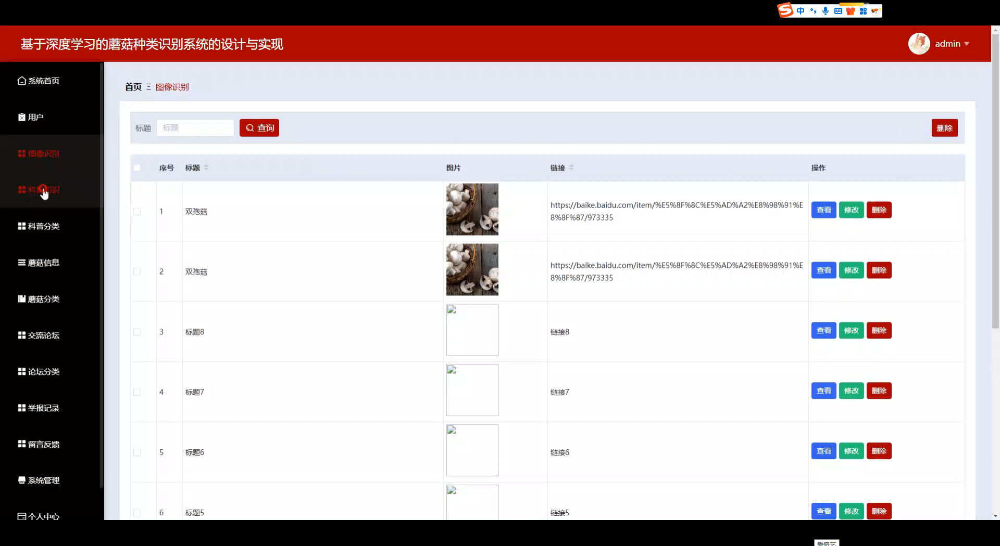 中
基于深度学习的蘑菇种类识别系统的设计与实现
admin
系统首页
用户
图像识别
科普知识
科普分类
蘑菇信息
蘑菇分类
交流论坛
论坛分类
举报记录
留言反馈
系统管理
个人中心
首页 图像识别
标题 标题 查询 删除
序号 标题 图片 链接 操作
1 双孢菇 https://baike.baidu.com/item/%E5%8F%8C%E5%AD%A2%E8%98%91%E
8%8F%87/973335 查看 修改 删除
2 双孢菇 https://baike.baidu.com/item/%E5%8F%8C%E5%AD%A2%E8%98%91%E
8%8F%87/973335 查看 修改 删除
3 标题8 链接8 查看 修改 删除
4 标题7 链接7 查看 修改 删除
5 标题6 链接6 查看 修改 删除
6 标题5 链接5 查看 修改 删除
爱奇艺